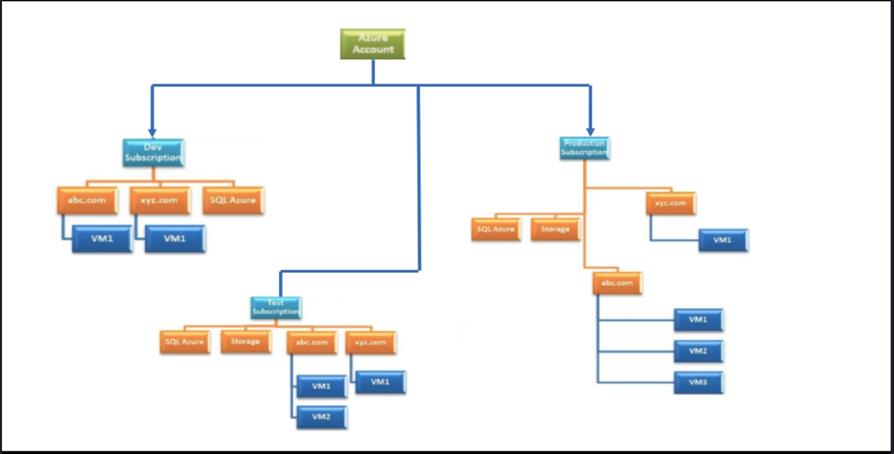 Azure
Account
Dev
Subscription
abc.com
xyz.com
SQL Azure
VM1
VM1
Production
Subscription
xyz.com
SQL Azure
Storage
VM1
abc.com
VM1
VM2
VM3
Test
Subscription
SQL Azure
Storage
abc.com
xyz.com
VM1
VM1
VM2